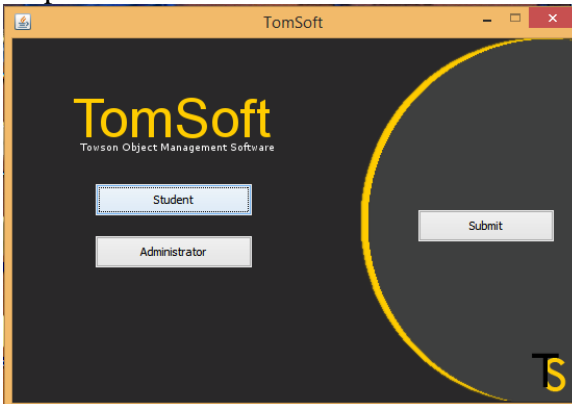 TomSoft
TomSoft
Towson Object Management Software
Student
Administrator
Submit
TS